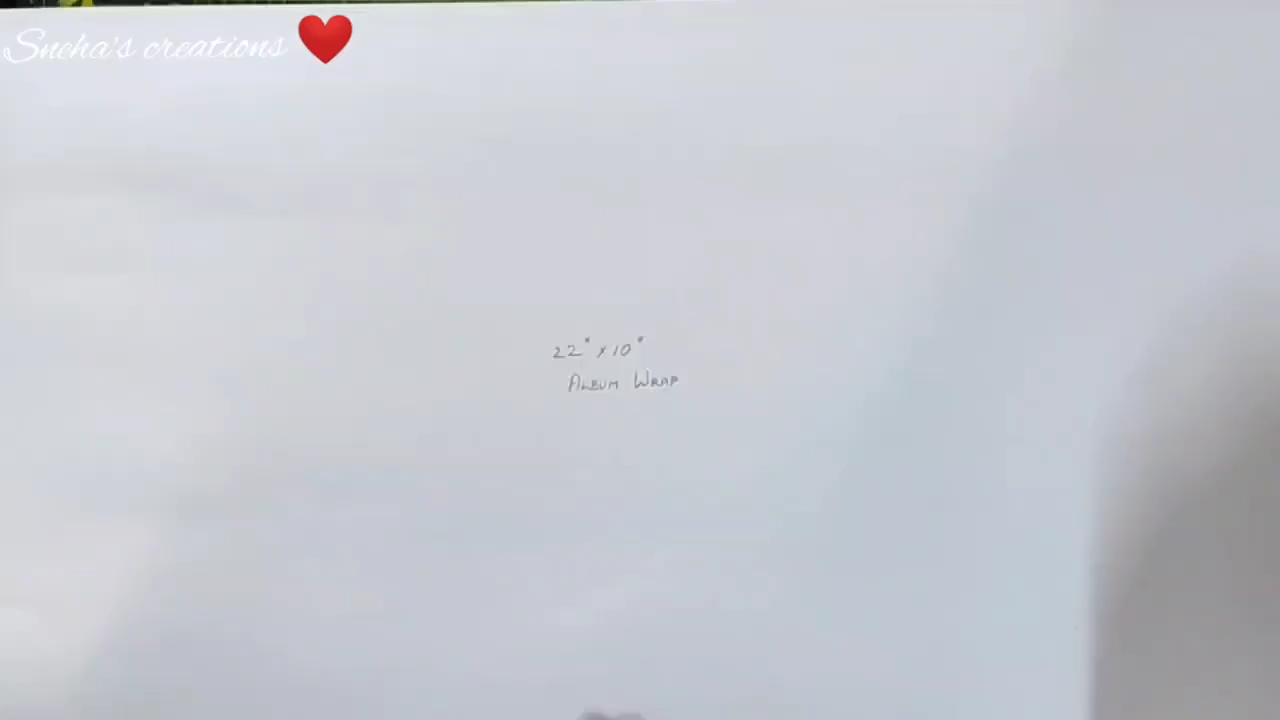 Sneha's creations ❤️
22" x 10"
ALBUM WRAP